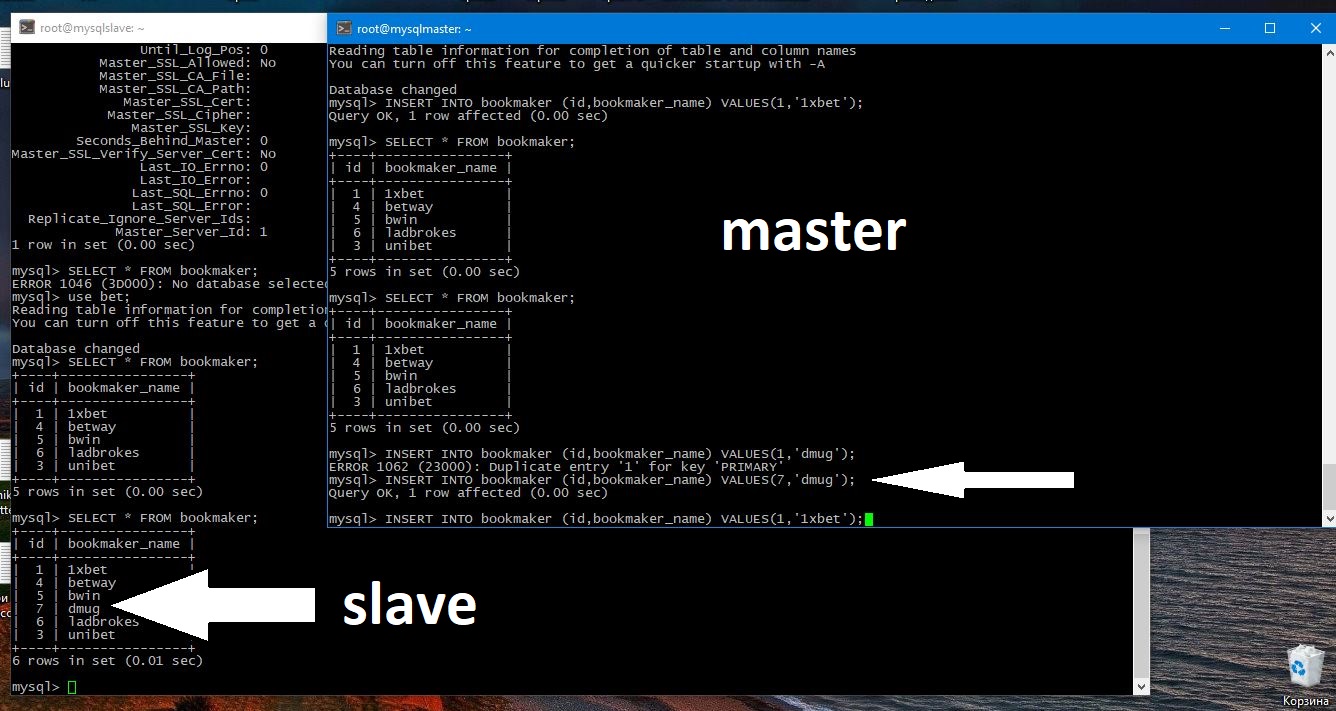 root@mysqlslave: ~
Until_Log_Pos: 0
Master_SSL_Allowed: No
Master_SSL_CA_File:
Master_SSL_CA_Path:
Master_SSL_Cert:
Master_SSL_Cipher:
Master_SSL_Key:
Seconds_Behind_Master: 0
Master_SSL_Verify_Server_Cert: No
Last_IO_Errno: 0
Last_IO_Error:
Last_SQL_Errno: 0
Last_SQL_Error:
Replicate_Ignore_Server_Ids:
Master_Server_Id: 1
1 row in set (0.00 sec)
mysql> SELECT * FROM bookmaker;
ERROR 1046 (3D000): No database selected
mysql> use bet;
Reading table information for completion
You can turn off this feature to get a
Database changed
mysql> SELECT * FROM bookmaker;
+----+----------------+
| id | bookmaker_name |
+----+----------------+
| 1 | 1xbet |
| 4 | betway |
| 5 | bwin |
| 6 | ladbrokes |
| 3 | unibet |
+----+----------------+
5 rows in set (0.00 sec)
mysql> SELECT * FROM bookmaker;
+----+----------------+
| id | bookmaker_name |
+----+----------------+
| 1 | 1xbet |
| 4 | betway
| 5 | bwin
| 7 | dmug
| 6 | ladbrokes
| 3 | unibet |
+----+----------------+
6 rows in set (0.01 sec)
mysql>
slave
root@mysqlmaster: ~
Reading table information for completion of table and column names
You can turn off this feature to get a quicker startup with -A
Database changed
mysql> INSERT INTO bookmaker (id,bookmaker_name) VALUES(1,'1xbet');
Query OK, 1 row affected (0.00 sec)
mysql> SELECT * FROM bookmaker;
+----+----------------+
| id | bookmaker_name |
+----+----------------+
| 1 | 1xbet |
| 4 | betway |
| 5 | bwin |
| 6 | ladbrokes |
| 3 | unibet |
+----+----------------+
5 rows in set (0.00 sec)
mysql> SELECT * FROM bookmaker;
+----+----------------+
| id | bookmaker_name |
+----+----------------+
| 1 | 1xbet |
| 4 | betway |
| 5 | bwin |
| 6 | ladbrokes |
| 3 | unibet |
+----+----------------+
5 rows in set (0.00 sec)
mysql> INSERT INTO bookmaker (id,bookmaker_name) VALUES(1,'dmug');
ERROR 1062 (23000): Duplicate entry '1' for key 'PRIMARY'
mysql> INSERT INTO bookmaker (id,bookmaker_name) VALUES(7,'dmug');
Query OK, 1 row affected (0.00 sec)
mysql> INSERT INTO bookmaker (id,bookmaker_name) VALUES(1,'1xbet');
master
Корзина